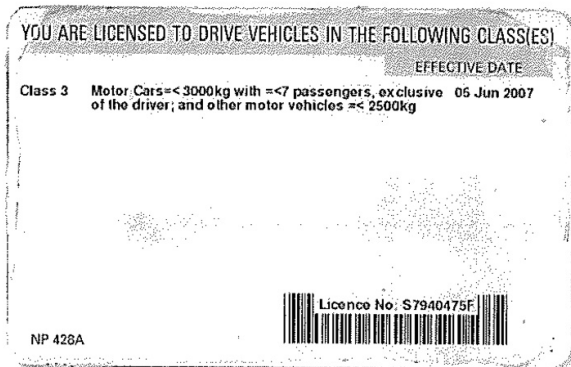 YOU ARE LICENSED TO DRIVE VEHICLES IN THE FOLLOWING CLASS(ES)
EFFECTIVE DATE
Class 3 Motor Cars=< 3000kg with =<7 passengers, exclusive 05 Jun 2007
of the driver; and other motor vehicles =< 2500kg
Licence No: S7940475F
NP 428A